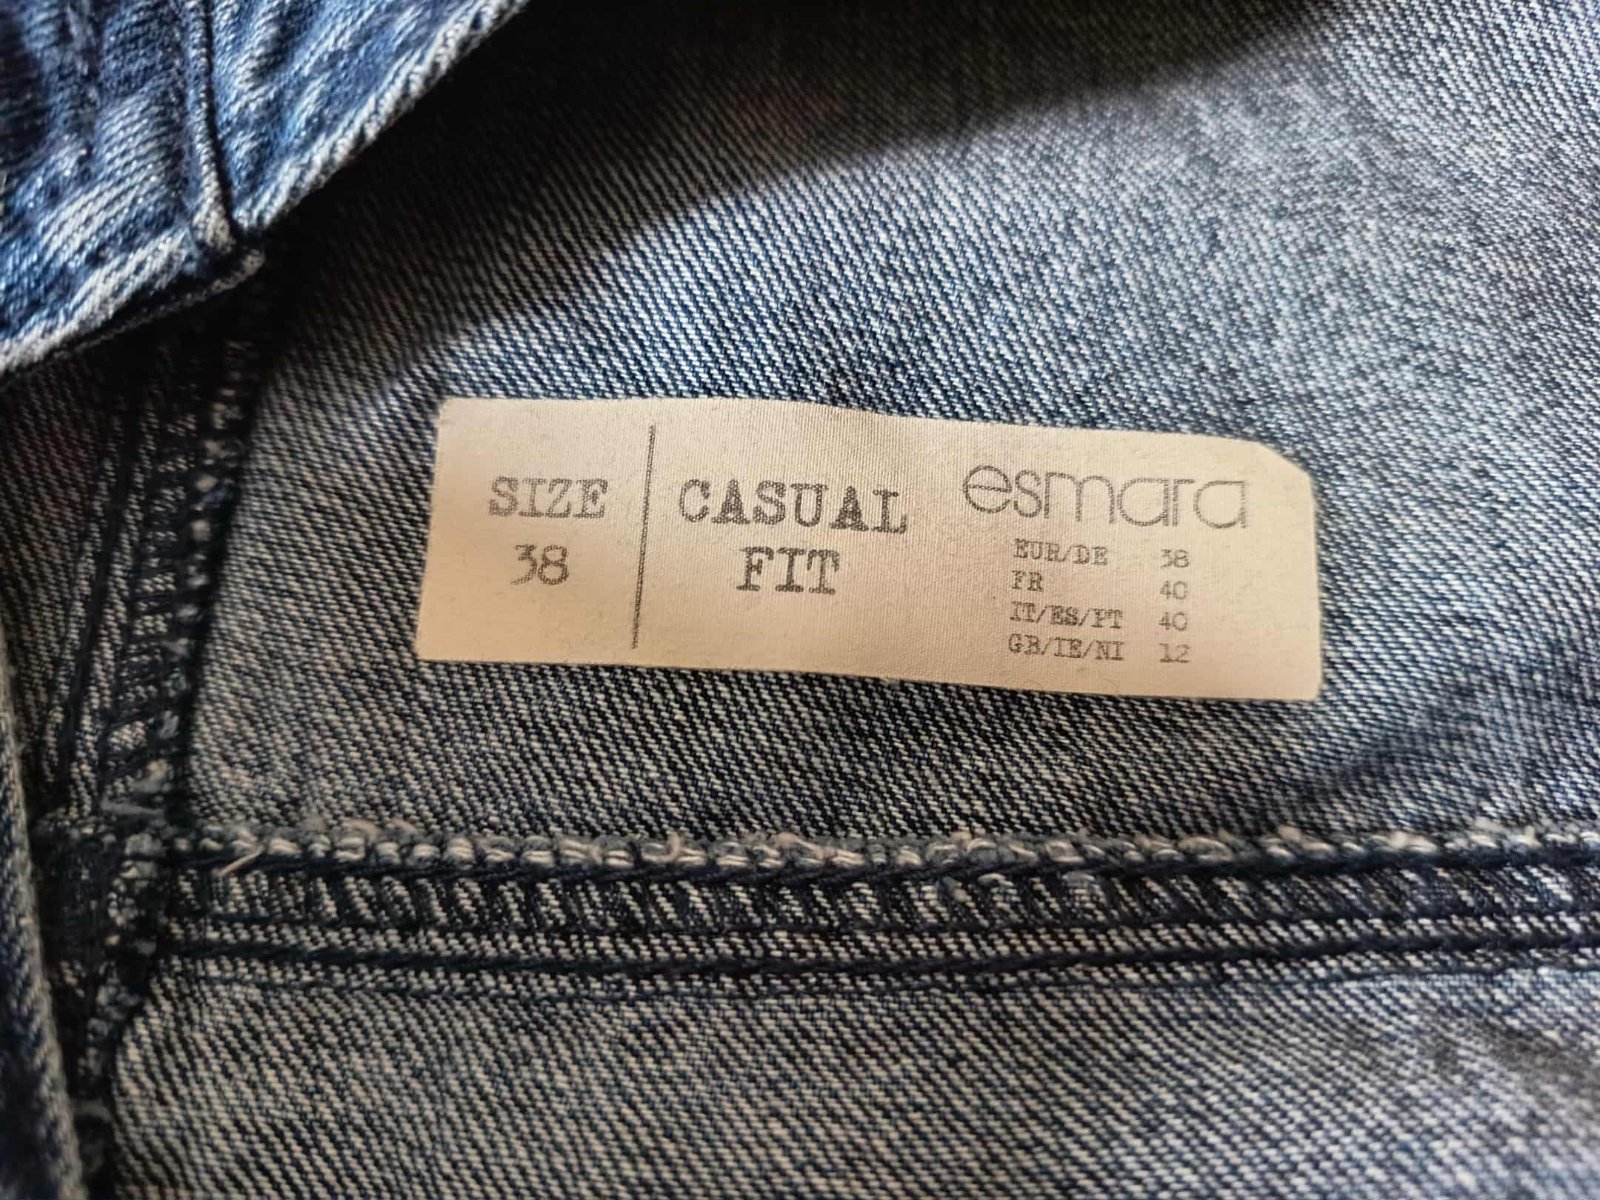 SIZE
38
CASUAL
FIT
esmara
EUR/DE 38
FR 40
IT/ES/PT 40
GB/IE/NI 12